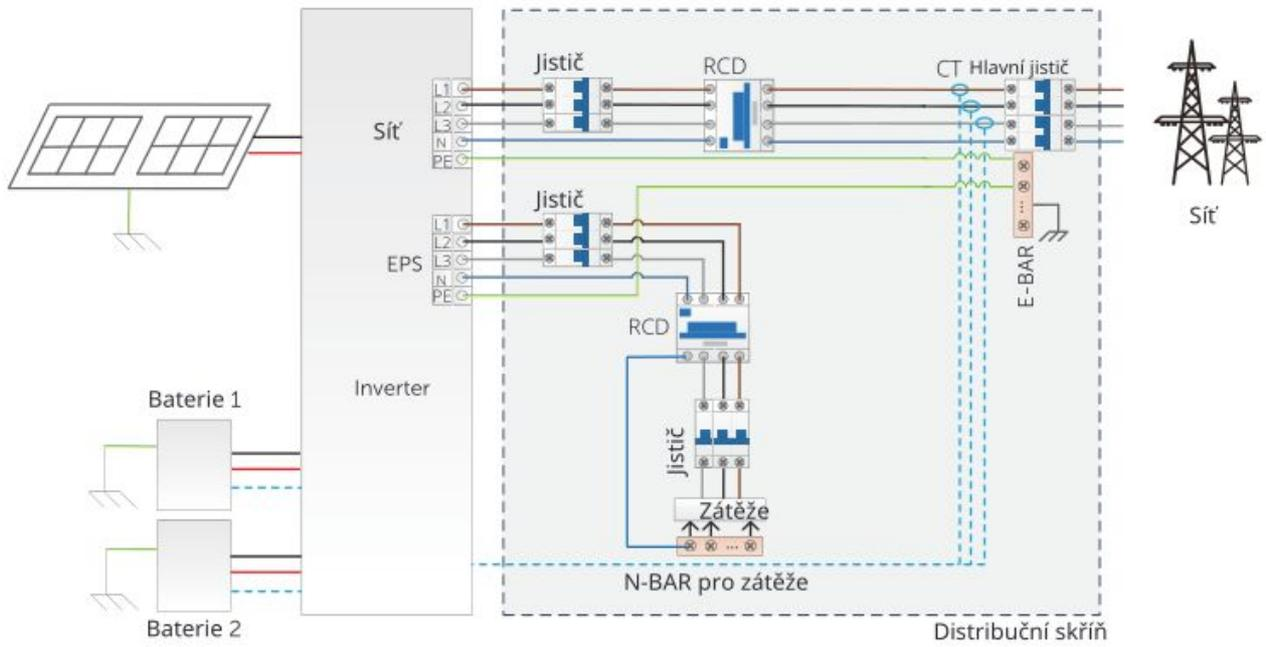 Jistič
RCD
CT Hlavní jistič
L1
L2
L3
N
PE
Síť
Síť
Jistič
L1
L2
L3
N
PE
EPS
E-BAR
RCD
Inverter
Baterie 1
Jistič
Zátěže
N-BAR pro zátěže
Baterie 2
Distribuční skříň